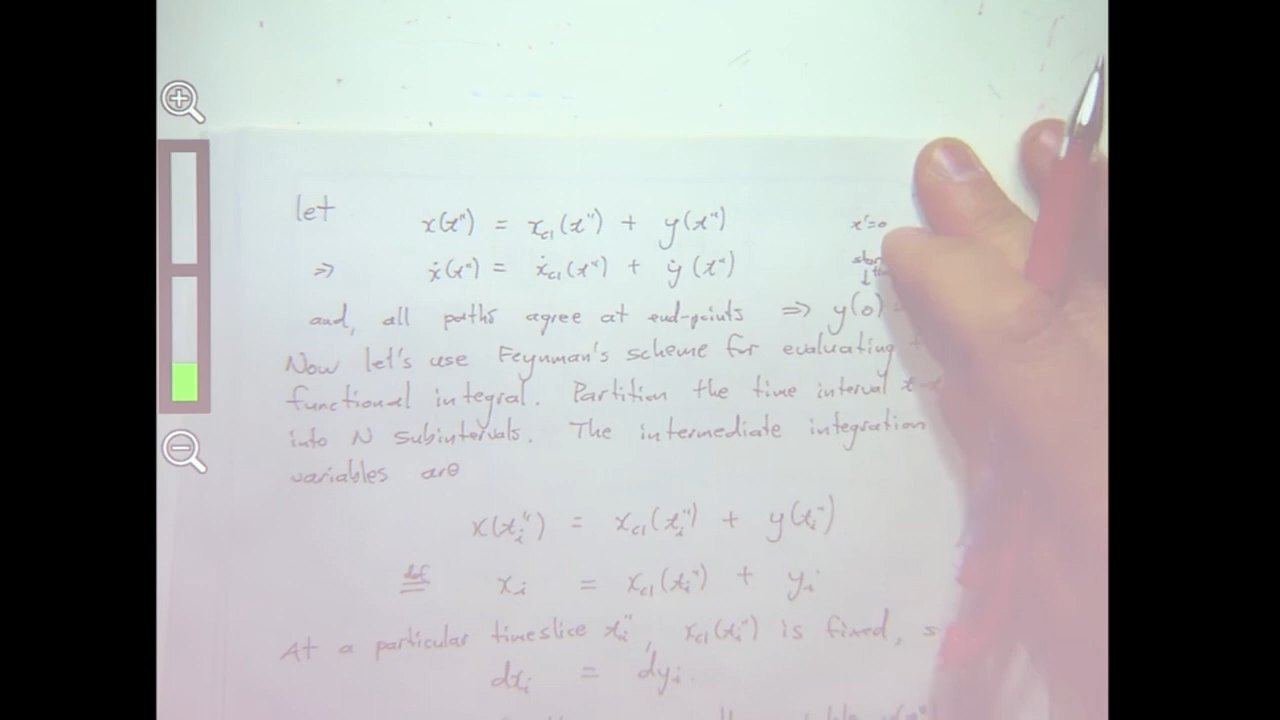 let x(t") = x_cl(t") + y(t") x'=0
⇒ ẋ(t") = ẋ_cl(t") + ẏ(t")
and, all paths agree at end-points ⇒ y(0)
Now let's use Feynman's scheme for evaluating
functional integral. Partition the time interval
into N subintervals. The intermediate integration
variables are
x(t_i") = x_cl(t_i") + y(t_i")
def≡ x_i = x_cl(t_i") + y_i
At a particular timeslice t_i", x_cl(t_i") is fixed, s
dx_i = dy_i.